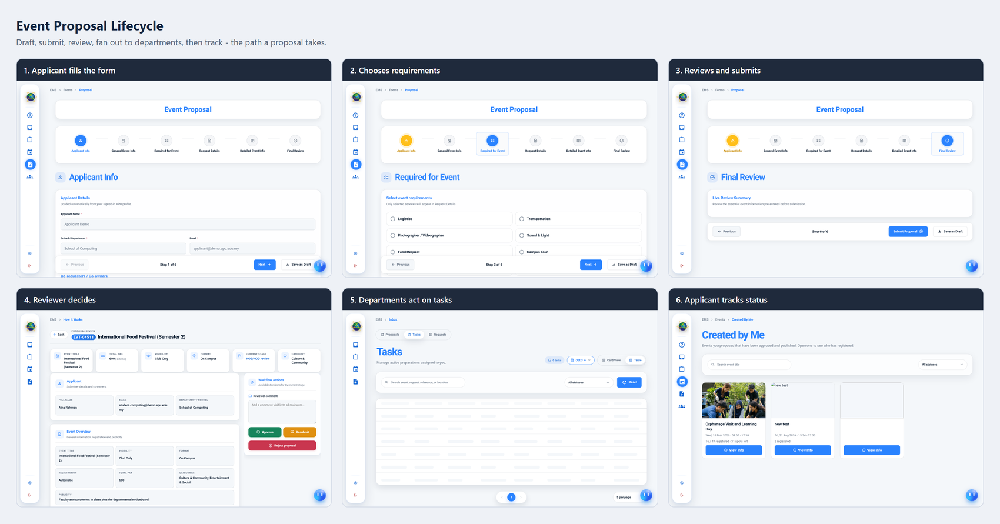 Event Proposal Lifecycle
Draft, submit, review, fan out to departments, then track - the path a proposal takes.
1. Applicant fills the form
EMS > Forms > Proposal
Event Proposal
Applicant Info
General Event Info
Required for Event
Request Details
Detailed Event Info
Final Review
Applicant Info
Applicant Details
Loaded automatically from your signed-in APU profile.
Applicant Name *
Applicant Demo
School / Department *
Email *
School of Computing
applicant@demo.apu.edu.my
← Previous
Step 1 of 6
Next →
Save as Draft
Co-requesters / Co-owners
2. Chooses requirements
EMS > Forms > Proposal
Event Proposal
Applicant Info
General Event Info
Required for Event
Request Details
Detailed Event Info
Final Review
Required for Event
Select event requirements
Only selected services will appear in Request Details.
Logistics
Transportation
Photographer / Videographer
Sound & Light
Food Request
Campus Tour
← Previous
Step 3 of 6
Next →
Save as Draft
3. Reviews and submits
EMS > Forms > Proposal
Event Proposal
Applicant Info
General Event Info
Required for Event
Request Details
Detailed Event Info
Final Review
Final Review
Live Review Summary
Review the essential event information you entered before submission.
← Previous
Step 6 of 6
Submit Proposal
Save as Draft
4. Reviewer decides
EMS > How It Works
← Back
PROPOSAL REVIEW
EVT-04511 International Food Festival (Semester 2)
EVENT TITLE
International Food
Festival
(Semester 2)
TOTAL PAX
600 ( external)
VISIBILITY
Club Only
FORMAT
On Campus
CURRENT STAGE
HOS/HOD review
CATEGORY
Culture &
Community
Applicant
Submitter details and co-owners.
FULL NAME
Aina Rahman
EMAIL
student.computing@demo.apu.edu.
my
DEPARTMENT / SCHOOL
School of Computing
Workflow Actions
Available decisions for the current stage.
Reviewer comment
Add a comment visible to all reviewers...
Approve
Resubmit
Reject proposal
Event Overview
General information, registration and publicity.
EVENT TITLE
International Food Festival (Semester
2)
VISIBILITY
Club Only
FORMAT
On Campus
REGISTRATION
Automatic
TOTAL PAX
600
CATEGORIES
Culture & Community, Entertainment
& Social
PUBLICITY
Faculty announcement in class plus the departmental noticeboard.
5. Departments act on tasks
EMS > Inbox
Proposals
Tasks
Requests
Tasks
Manage active preparations assigned to you.
0 tasks
Oct 3
Card View
Table
Search event, request, reference, or location
All statuses
Reset
1
5 per page
6. Applicant tracks status
EMS > Events > Created By Me
Created by Me
Events you proposed that have been approved and published. Open one to see who has registered.
Search event title
All statuses
Orphanage Visit and Learning
Day
Wed, 18 Mar 2026 · 09:00 - 17:30
16 / 47 registered · 31 spots left
View Info
new test
new test
Fri, 21 Aug 2026 · 15:34 - 23:33
3 registered
View Info
View Info